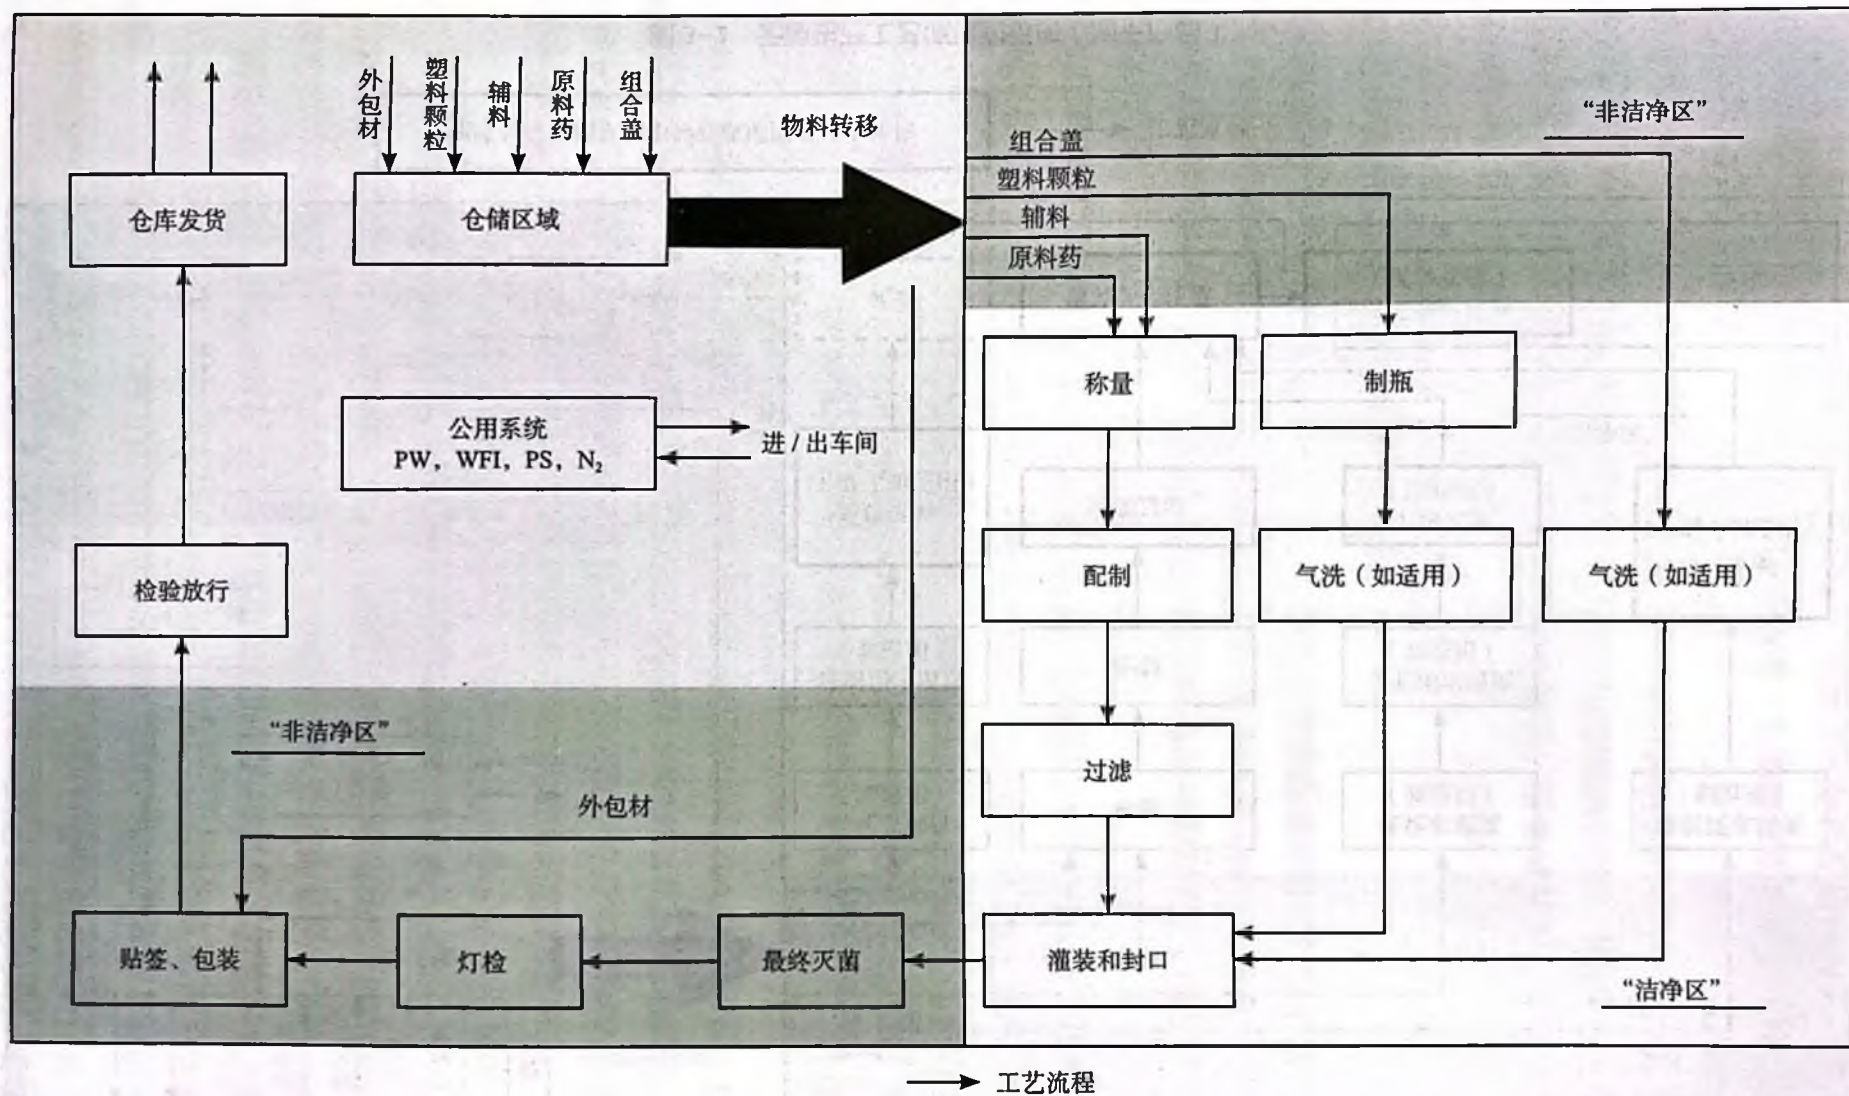 外包材
塑料颗粒
辅料
原料药
组合盖
物料转移
“非洁净区”
组合盖
塑料颗粒
辅料
原料药
仓库发货
仓储区域
称量
制瓶
公用系统
PW，WFI，PS，N₂
进 / 出车间
检验放行
配制
气洗（如适用）
气洗（如适用）
“非洁净区”
过滤
外包材
贴签、包装
灯检
最终灭菌
灌装和封口
“洁净区”
工艺流程